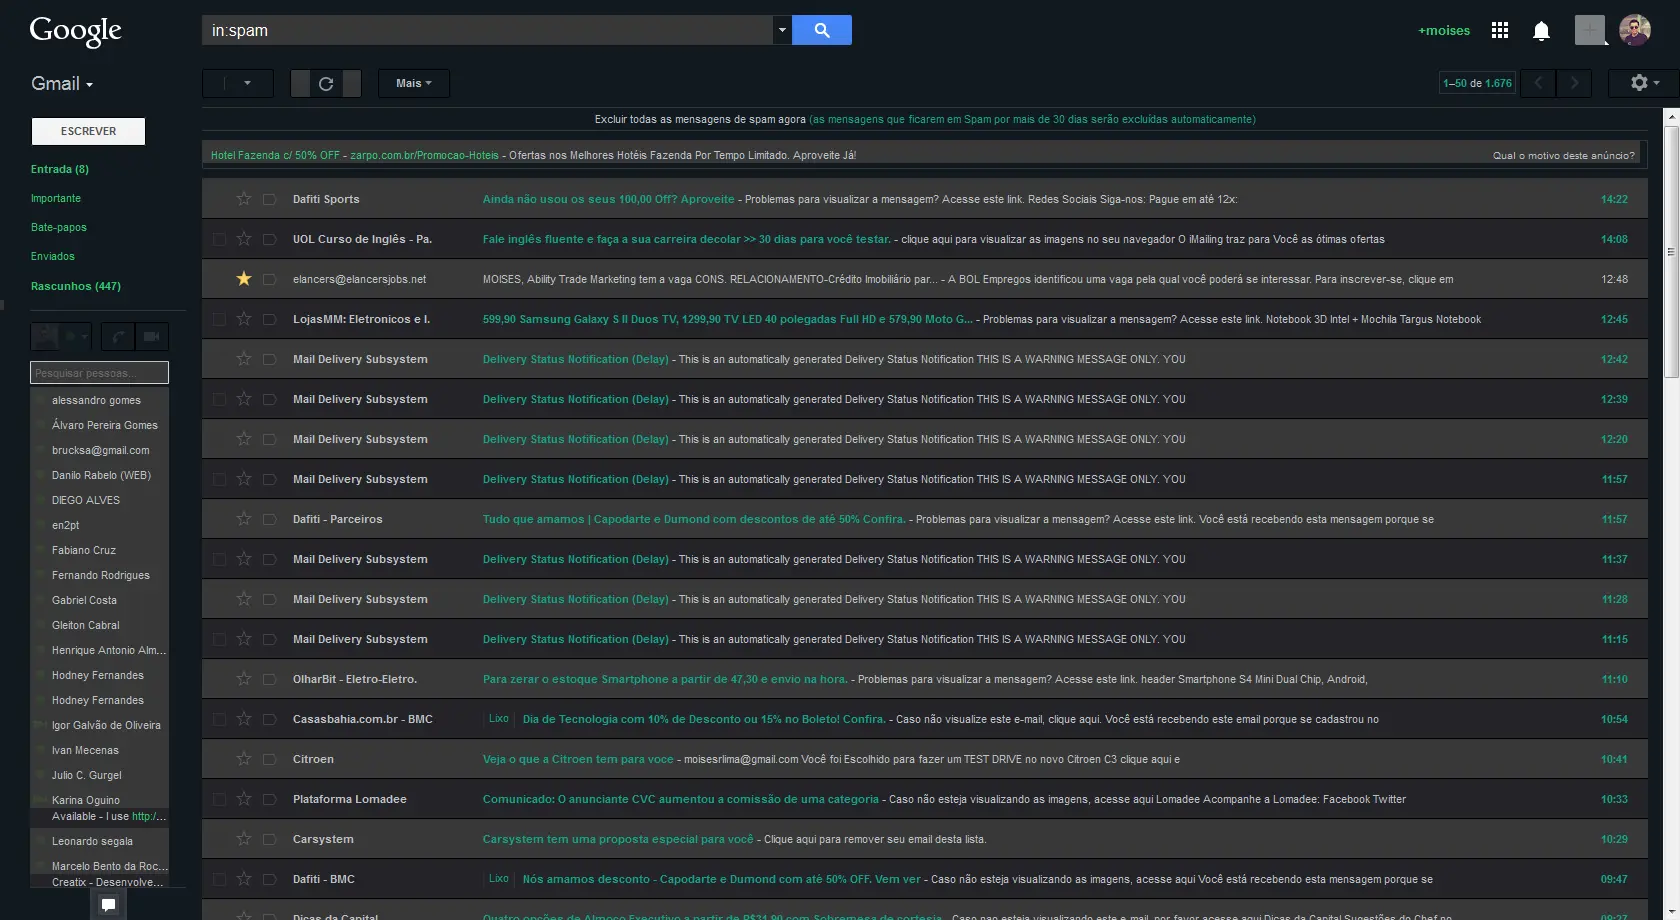 Google
in:spam
+moises
Gmail
Mais
1–50 de 1.676
ESCREVER
Excluir todas as mensagens de spam agora (as mensagens que ficarem em Spam por mais de 30 dias serão excluídas automaticamente)
Hotel Fazenda c/ 50% OFF - zarpo.com.br/Promocao-Hoteis - Ofertas nos Melhores Hotéis Fazenda Por Tempo Limitado. Aproveite Já! Qual o motivo deste anúncio?
Entrada (8)
Importante
Bate-papos
Enviados
Rascunhos (447)
Pesquisar pessoas...
alessandro gomes
Álvaro Pereira Gomes
brucksa@gmail.com
Danilo Rabelo (WEB)
DIEGO ALVES
en2pt
Fabiano Cruz
Fernando Rodrigues
Gabriel Costa
Gleiton Cabral
Henrique Antonio Alm...
Hodney Fernandes
Hodney Fernandes
Igor Galvão de Oliveira
Ivan Mecenas
Julio C. Gurgel
Karina Oguino
Available - I use http:/...
Leonardo segala
Marcelo Bento da Roc...
Creatix - Desenvolve...
Dafiti Sports Ainda não usou os seus 100,00 Off? Aproveite - Problemas para visualizar a mensagem? Acesse este link. Redes Sociais Siga-nos: Pague em até 12x: 14:22
UOL Curso de Inglês - Pa. Fale inglês fluente e faça a sua carreira decolar >> 30 dias para você testar. - clique aqui para visualizar as imagens no seu navegador O iMailing traz para Você as ótimas ofertas 14:08
elancers@elancersjobs.net MOISES, Ability Trade Marketing tem a vaga CONS. RELACIONAMENTO-Crédito Imobiliário par... - A BOL Empregos identificou uma vaga pela qual você poderá se interessar. Para inscrever-se, clique em 12:48
LojasMM: Eletronicos e I. 599,90 Samsung Galaxy S II Duos TV, 1299,90 TV LED 40 polegadas Full HD e 579,90 Moto G... - Problemas para visualizar a mensagem? Acesse este link. Notebook 3D Intel + Mochila Targus Notebook 12:45
Mail Delivery Subsystem Delivery Status Notification (Delay) - This is an automatically generated Delivery Status Notification THIS IS A WARNING MESSAGE ONLY. YOU 12:42
Mail Delivery Subsystem Delivery Status Notification (Delay) - This is an automatically generated Delivery Status Notification THIS IS A WARNING MESSAGE ONLY. YOU 12:39
Mail Delivery Subsystem Delivery Status Notification (Delay) - This is an automatically generated Delivery Status Notification THIS IS A WARNING MESSAGE ONLY. YOU 12:20
Mail Delivery Subsystem Delivery Status Notification (Delay) - This is an automatically generated Delivery Status Notification THIS IS A WARNING MESSAGE ONLY. YOU 11:57
Dafiti - Parceiros Tudo que amamos | Capodarte e Dumond com descontos de até 50% Confira. - Problemas para visualizar a mensagem? Acesse este link. Você está recebendo esta mensagem porque se 11:57
Mail Delivery Subsystem Delivery Status Notification (Delay) - This is an automatically generated Delivery Status Notification THIS IS A WARNING MESSAGE ONLY. YOU 11:37
Mail Delivery Subsystem Delivery Status Notification (Delay) - This is an automatically generated Delivery Status Notification THIS IS A WARNING MESSAGE ONLY. YOU 11:28
Mail Delivery Subsystem Delivery Status Notification (Delay) - This is an automatically generated Delivery Status Notification THIS IS A WARNING MESSAGE ONLY. YOU 11:15
OlharBit - Eletro-Eletro. Para zerar o estoque Smartphone a partir de 47,30 e envio na hora. - Problemas para visualizar a mensagem? Acesse este link. header Smartphone S4 Mini Dual Chip, Android, 11:10
Casasbahia.com.br - BMC Lixo Dia de Tecnologia com 10% de Desconto ou 15% no Boleto! Confira. - Caso não visualize este e-mail, clique aqui. Você está recebendo este email porque se cadastrou no 10:54
Citroen Veja o que a Citroen tem para voce - moisesrlima@gmail.com Você foi Escolhido para fazer um TEST DRIVE no novo Citroen C3 clique aqui e 10:41
Plataforma Lomadee Comunicado: O anunciante CVC aumentou a comissão de uma categoria - Caso não esteja visualizando as imagens, acesse aqui Lomadee Acompanhe a Lomadee: Facebook Twitter 10:33
Carsystem Carsystem tem uma proposta especial para você - Clique aqui para remover seu email desta lista. 10:29
Dafiti - BMC Lixo Nós amamos desconto - Capodarte e Dumond com até 50% OFF. Vem ver - Caso não esteja visualizando as imagens, acesse aqui Você está recebendo esta mensagem porque se 09:47
Dicas da Capital Quatro opções de Almoço Executivo a partir de R$31,90 com Sobremesa de cortesia - Caso não esteja visualizando este e-mail, por favor acesse aqui Dicas da Capital Sugestões do Chef no 09:27